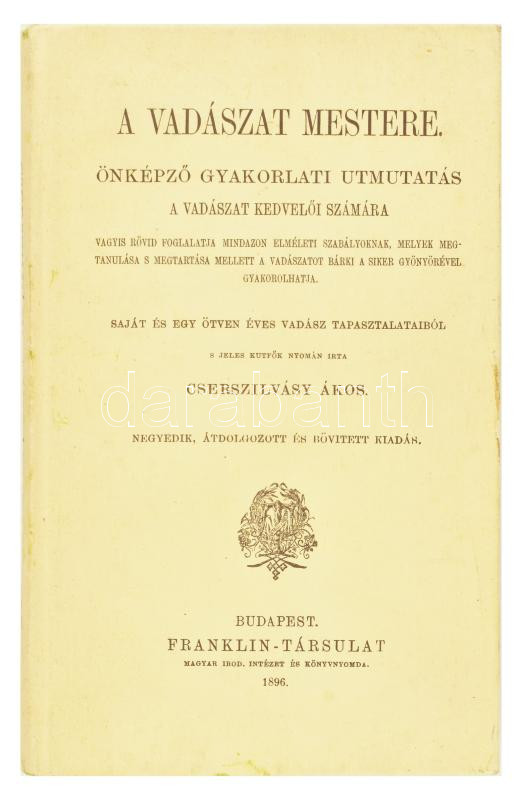 A VADÁSZAT MESTERE.
ÖNKÉPZŐ GYAKORLATI UTMUTATÁS
A VADÁSZAT KEDVELŐI SZÁMÁRA
VAGYIS RÖVID FOGLALATJA MINDAZON ELMÉLETI SZABÁLYOKNAK, MELYEK MEG-
TANULÁSA S MEGTARTÁSA MELLETT A VADÁSZATOT BÁRKI A SIKER GYÖNYÖRÉVEL
GYAKOROLHATJA.
SAJÁT ÉS EGY ÖTVEN ÉVES VADÁSZ TAPASZTALATAIBÓL
S JELES KUTFŐK NYOMÁN IRTA
CSERSZILVÁSY ÁKOS.
darabanth
NEGYEDIK, ÁTDOLGOZOTT ÉS BŐVITETT KIADÁS.
BUDAPEST.
FRANKLIN-TÁRSULAT
MAGYAR IROD. INTÉZET ÉS KÖNYVNYOMDA.
1896.